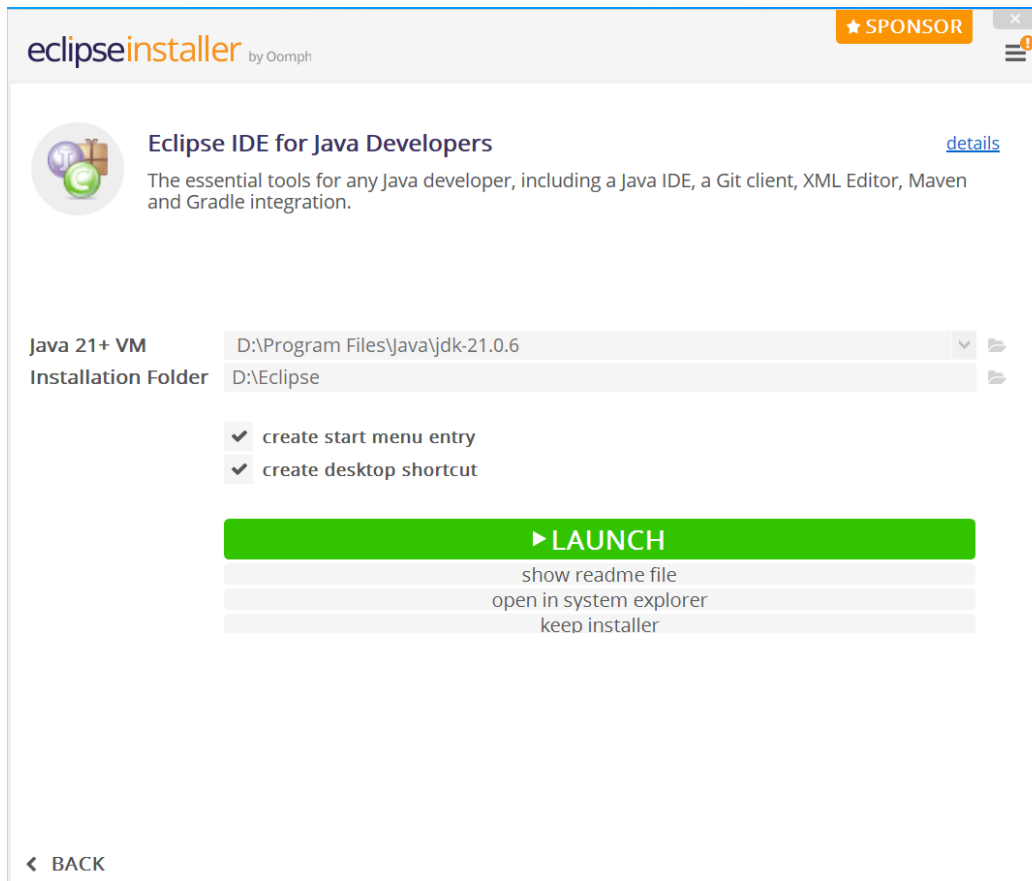 ★ SPONSOR
eclipseinstaller by Oomph
Eclipse IDE for Java Developers
details
The essential tools for any Java developer, including a Java IDE, a Git client, XML Editor, Maven
and Gradle integration.
Java 21+ VM
D:\Program Files\Java\jdk-21.0.6
Installation Folder
D:\Eclipse
create start menu entry
create desktop shortcut
LAUNCH
show readme file
open in system explorer
keep installer
BACK